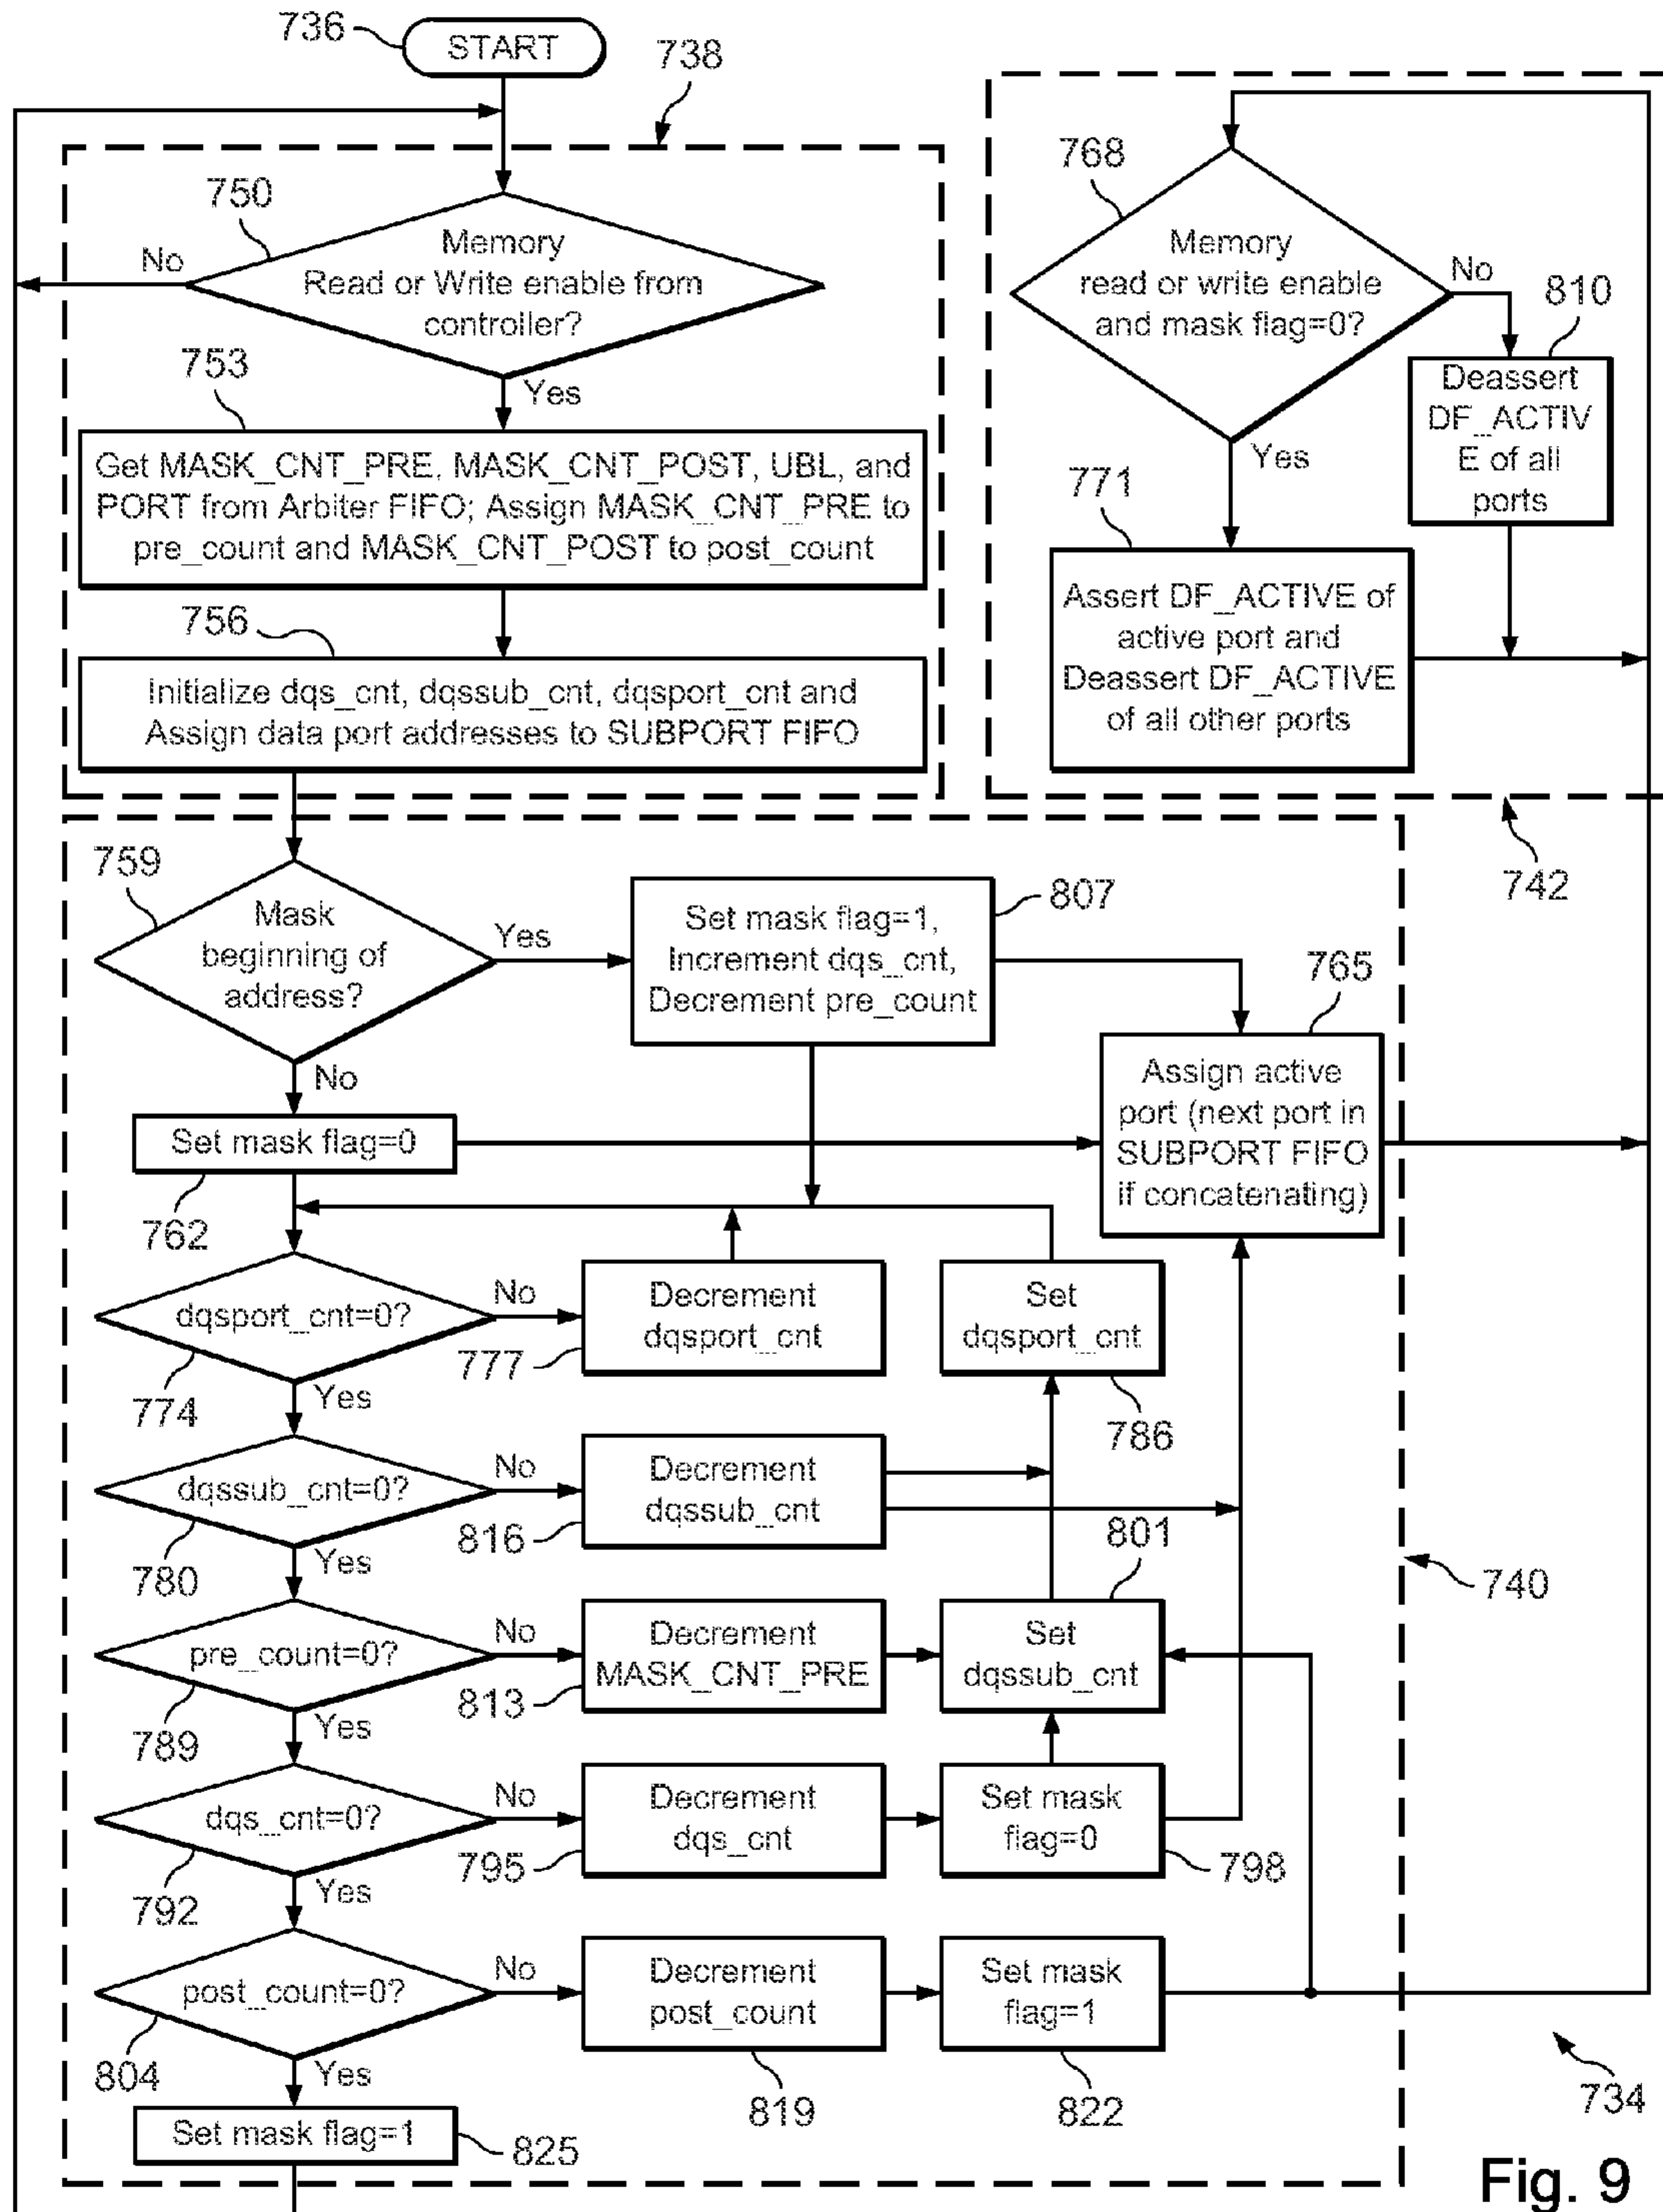 736
START
738
750
Memory
Read or Write enable from
controller?
No
Yes
753
Get MASK_CNT_PRE, MASK_CNT_POST, UBL, and
PORT from Arbiter FIFO; Assign MASK_CNT_PRE to
pre_count and MASK_CNT_POST to post_count
756
Initialize dqs_cnt, dqssub_cnt, dqsport_cnt and
Assign data port addresses to SUBPORT FIFO
768
Memory
read or write enable
and mask flag=0?
No
Yes
810
Deassert
DF_ACTIV
E of all
ports
771
Assert DF_ACTIVE of
active port and
Deassert DF_ACTIVE
of all other ports
742
759
Mask
beginning of
address?
Yes
No
Set mask flag=1,
Increment dqs_cnt,
Decrement pre_count
807
765
Assign active
port (next port in
SUBPORT FIFO
if concatenating)
Set mask flag=0
762
dqsport_cnt=0?
No
Yes
774
Decrement
dqsport_cnt
777
Set
dqsport_cnt
786
dqssub_cnt=0?
No
Yes
780
Decrement
dqssub_cnt
816
801
740
pre_count=0?
No
Yes
789
Decrement
MASK_CNT_PRE
813
Set
dqssub_cnt
dqs_cnt=0?
No
Yes
792
Decrement
dqs_cnt
795
Set mask
flag=0
798
post_count=0?
No
Yes
804
Decrement
post_count
819
Set mask
flag=1
822
734
Set mask flag=1
825
Fig. 9